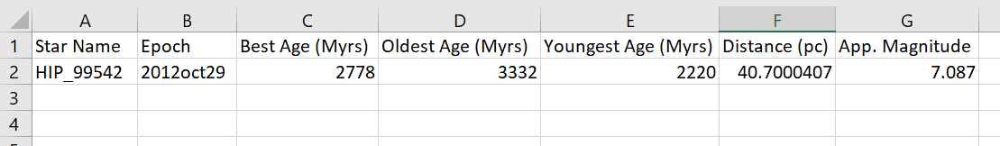 A B C D E F G
1 Star Name Epoch Best Age (Myrs) Oldest Age (Myrs) Youngest Age (Myrs) Distance (pc) App. Magnitude
2 HIP_99542 2012oct29 2778 3332 2220 40.7000407 7.087
3
4